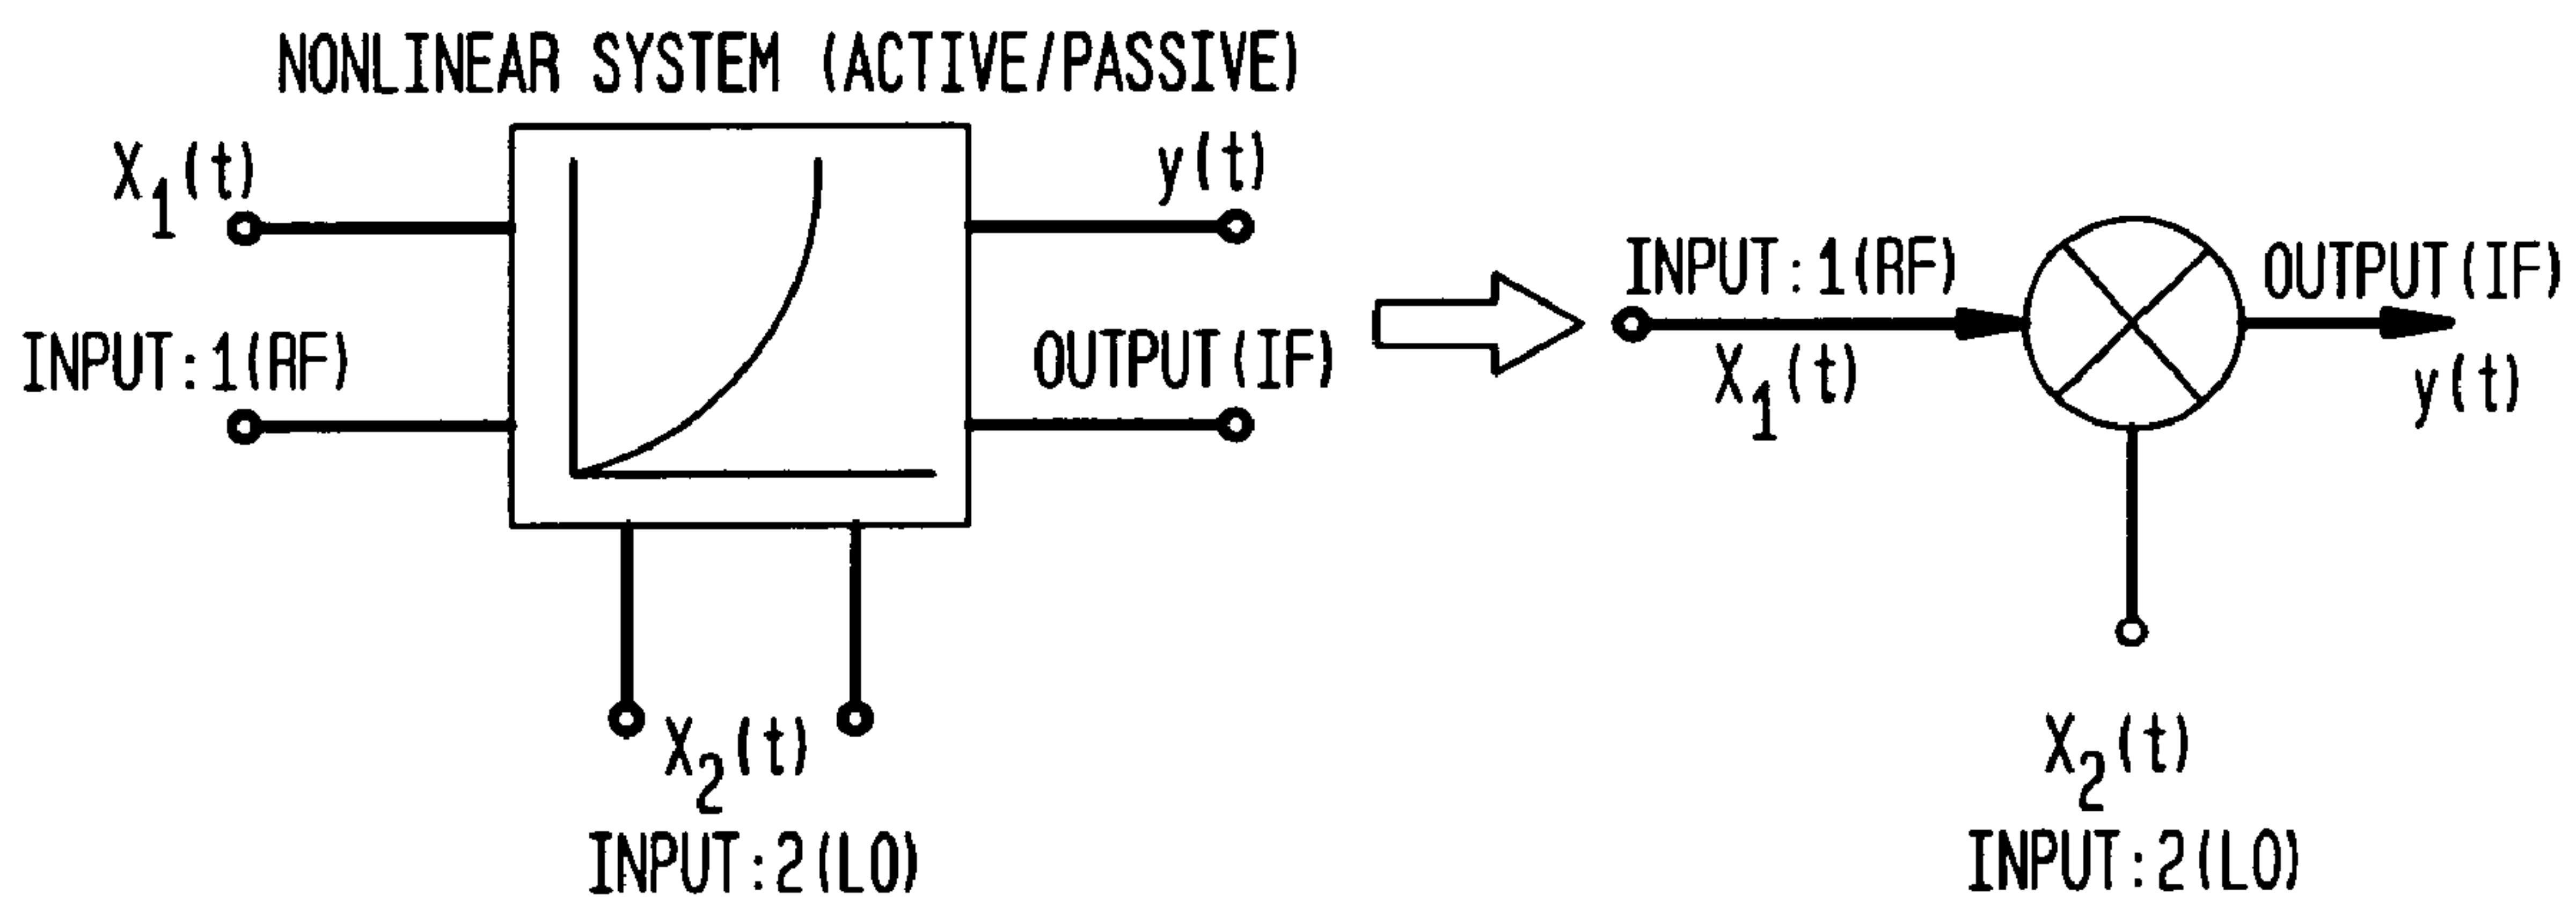 NONLINEAR SYSTEM (ACTIVE/PASSIVE)
X1(t)
INPUT:1(RF)
y(t)
OUTPUT(IF)
X2(t)
INPUT:2(LO)
INPUT:1(RF)
X1(t)
OUTPUT(IF)
y(t)
X2(t)
INPUT:2(LO)